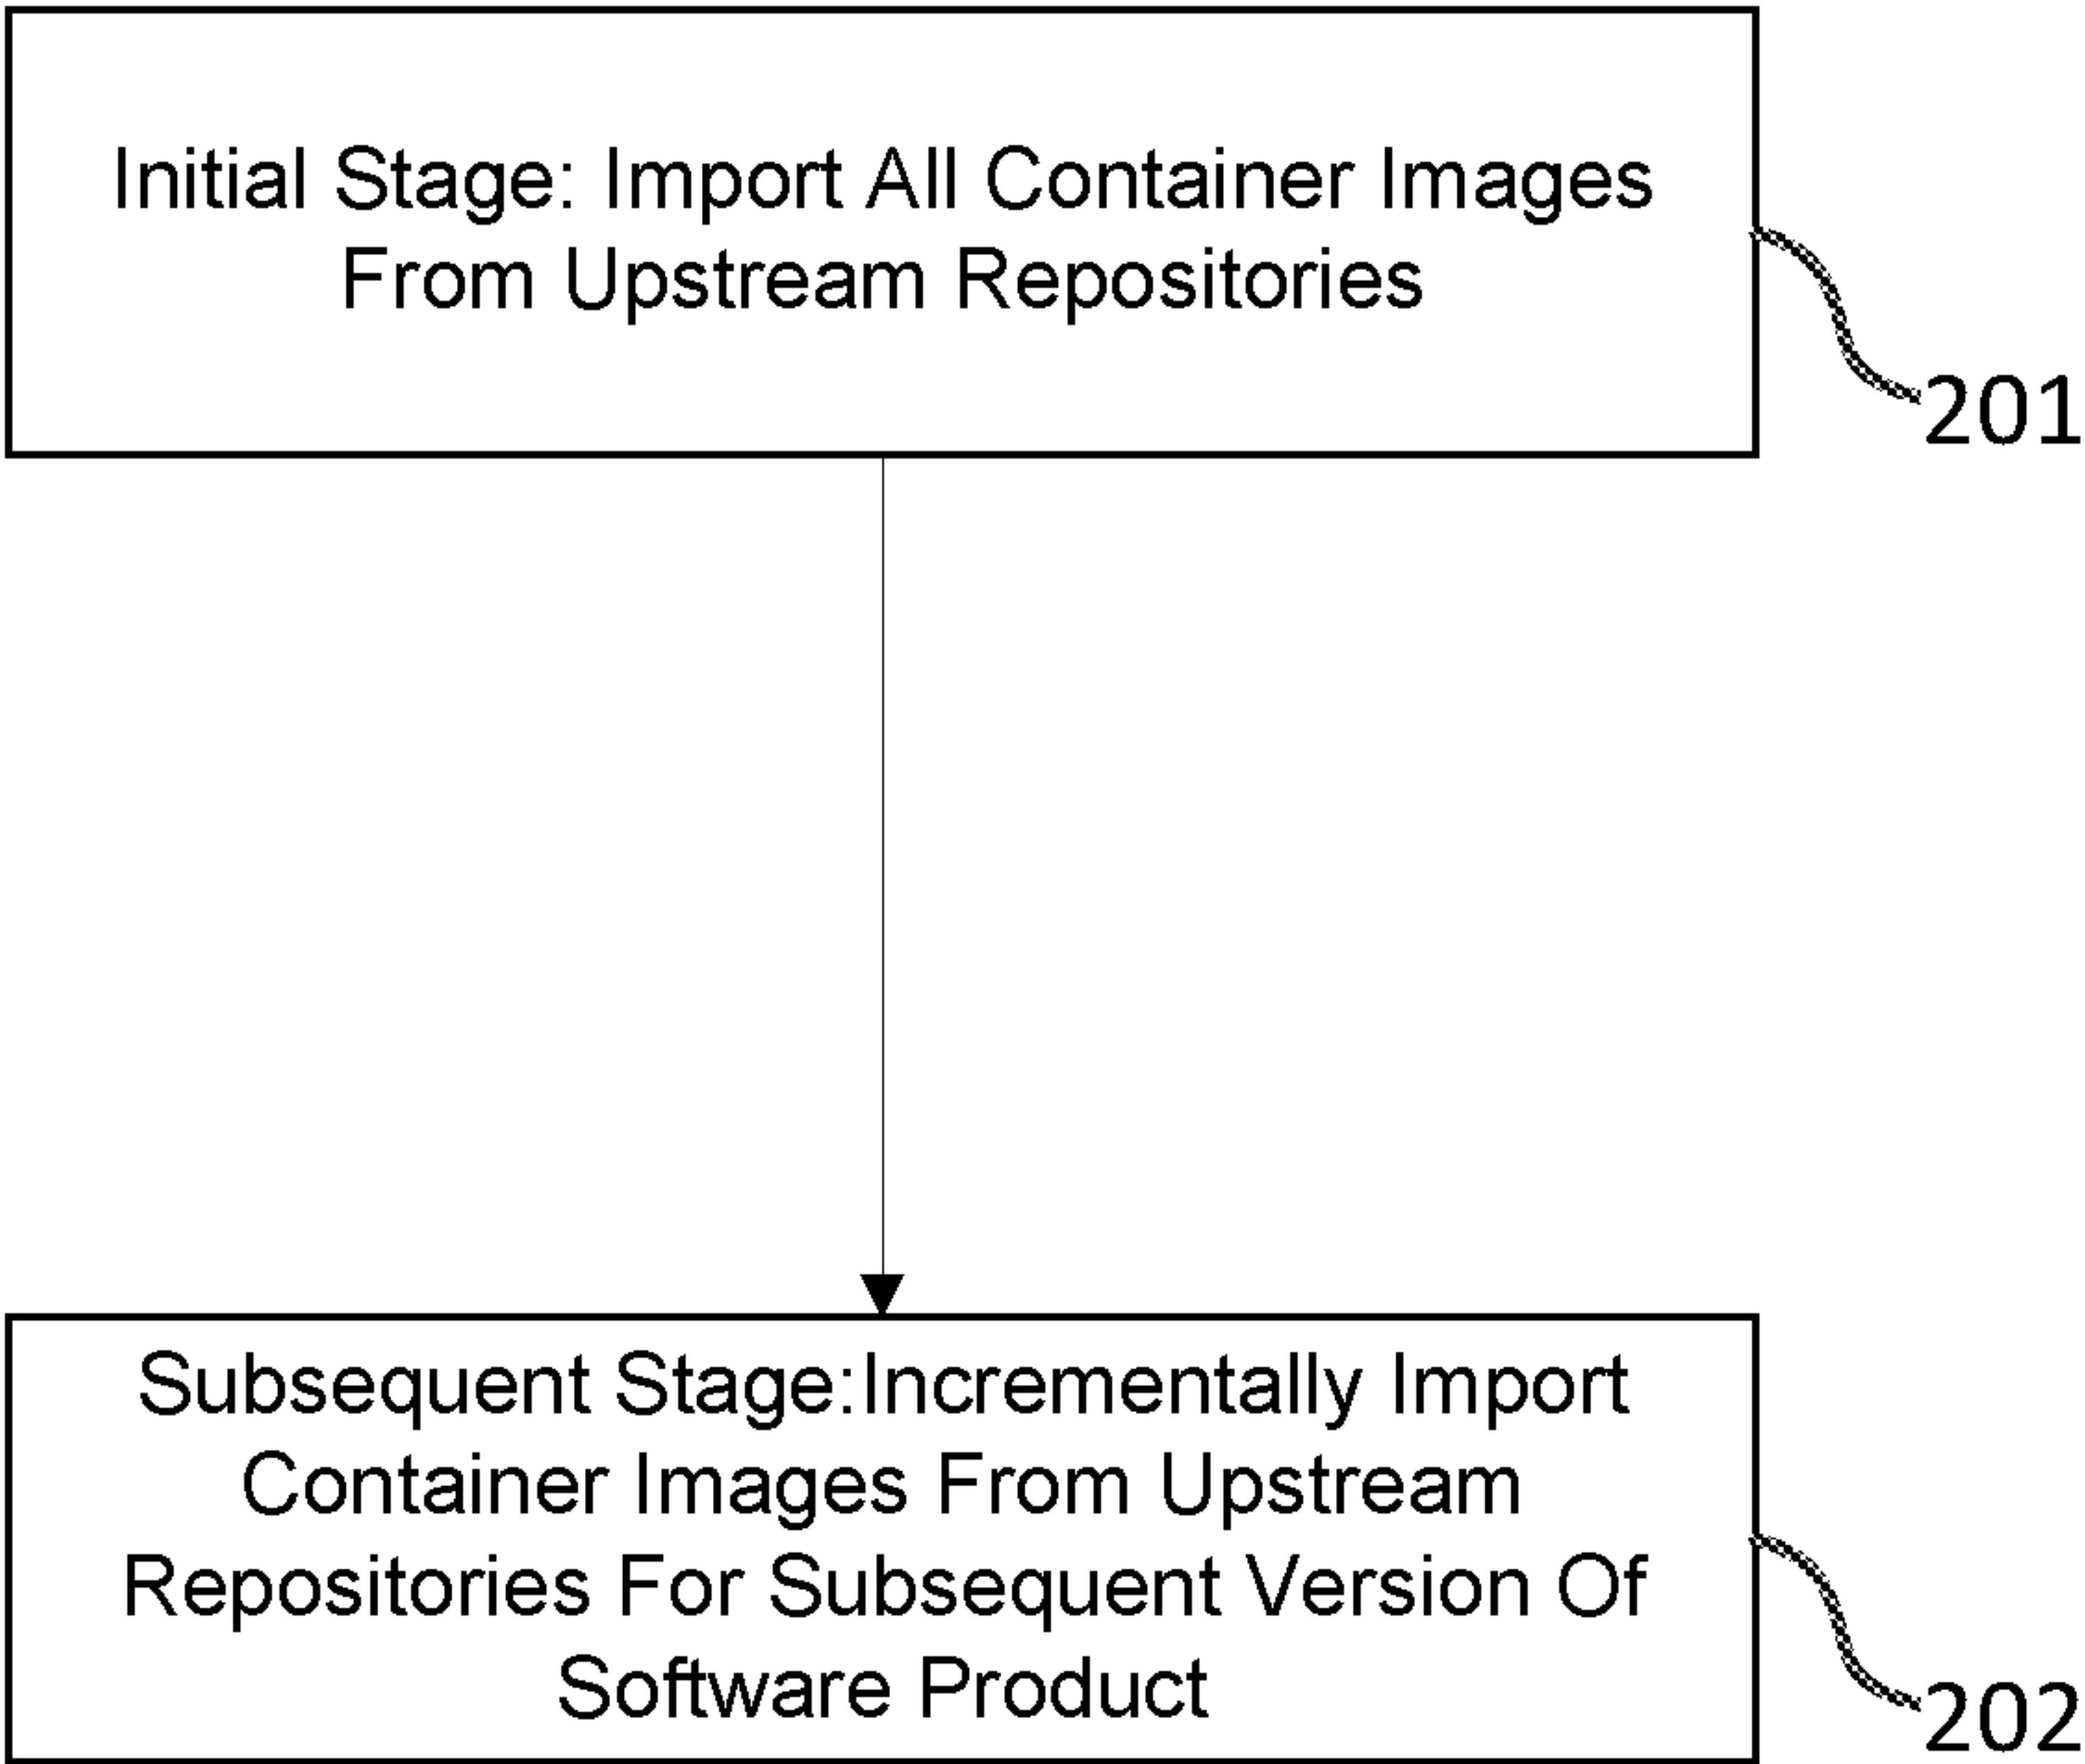 Initial Stage: Import All Container Images
From Upstream Repositories
201
Subsequent Stage:Incrementally Import
Container Images From Upstream
Repositories For Subsequent Version Of
Software Product
202